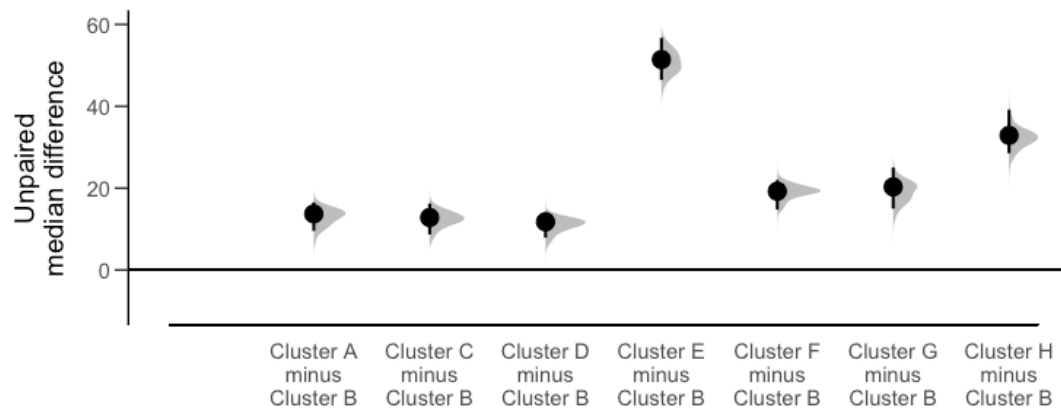 Unpaired
median difference
60
40
20
0
Cluster A
minus
Cluster B
Cluster C
minus
Cluster B
Cluster D
minus
Cluster B
Cluster E
minus
Cluster B
Cluster F
minus
Cluster B
Cluster G
minus
Cluster B
Cluster H
minus
Cluster B